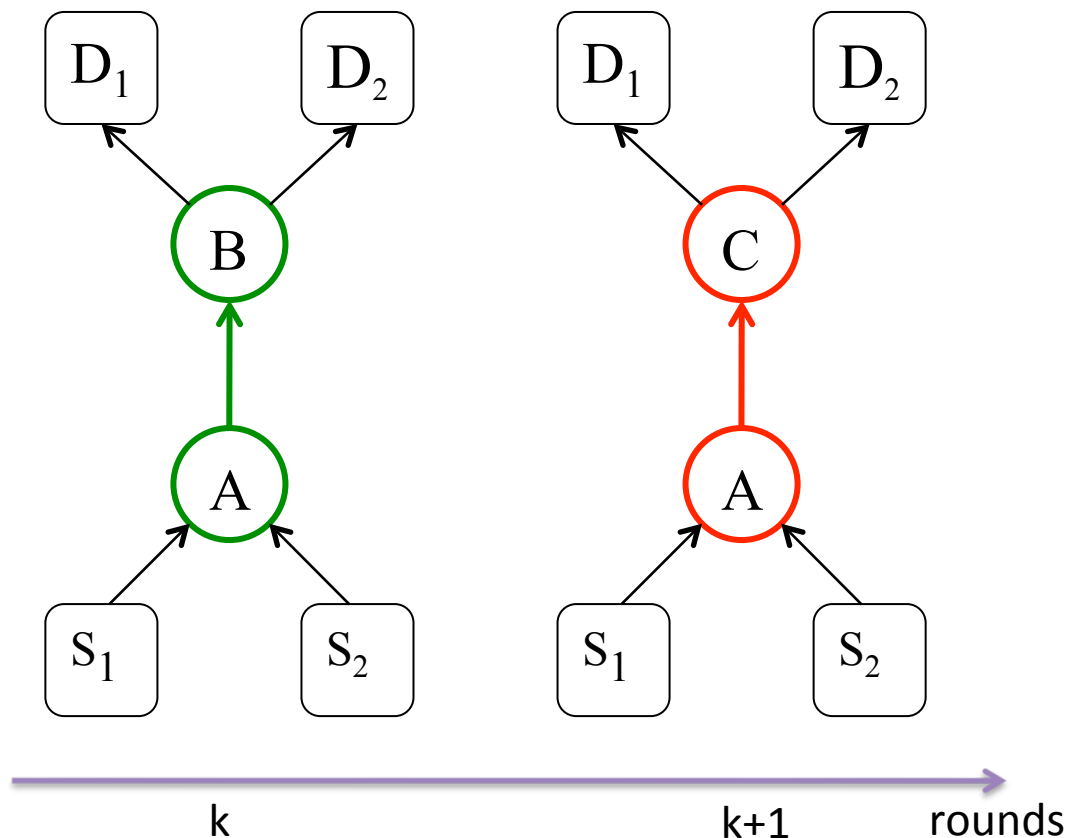 D₁ D₂ D₁ D₂
B C
A A
S₁ S₂ S₁ S₂
k k+1 rounds